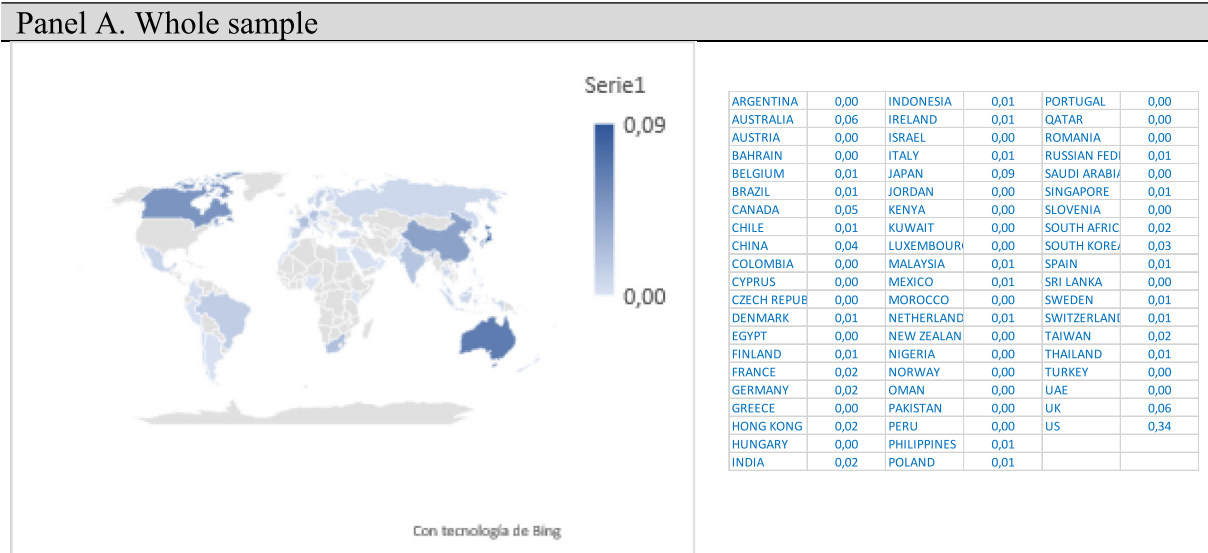 Panel A. Whole sample
Serie1
0,09
0,00
Con tecnología de Bing
ARGENTINA 0,00 INDONESIA 0,01 PORTUGAL 0,00
AUSTRALIA 0,06 IRELAND 0,01 QATAR 0,00
AUSTRIA 0,00 ISRAEL 0,00 ROMANIA 0,00
BAHRAIN 0,00 ITALY 0,01 RUSSIAN FED 0,01
BELGIUM 0,01 JAPAN 0,09 SAUDI ARABIA 0,00
BRAZIL 0,01 JORDAN 0,00 SINGAPORE 0,01
CANADA 0,05 KENYA 0,00 SLOVENIA 0,00
CHILE 0,01 KUWAIT 0,00 SOUTH AFRIC 0,02
CHINA 0,04 LUXEMBOUR 0,00 SOUTH KOREA 0,03
COLOMBIA 0,00 MALAYSIA 0,01 SPAIN 0,01
CYPRUS 0,00 MEXICO 0,01 SRI LANKA 0,00
CZECH REPUB 0,00 MOROCCO 0,00 SWEDEN 0,01
DENMARK 0,01 NETHERLAND 0,01 SWITZERLAND 0,01
EGYPT 0,00 NEW ZEALAN 0,00 TAIWAN 0,02
FINLAND 0,01 NIGERIA 0,00 THAILAND 0,01
FRANCE 0,02 NORWAY 0,00 TURKEY 0,00
GERMANY 0,02 OMAN 0,00 UAE 0,00
GREECE 0,00 PAKISTAN 0,00 UK 0,06
HONG KONG 0,02 PERU 0,00 US 0,34
HUNGARY 0,00 PHILIPPINES 0,01
INDIA 0,02 POLAND 0,01